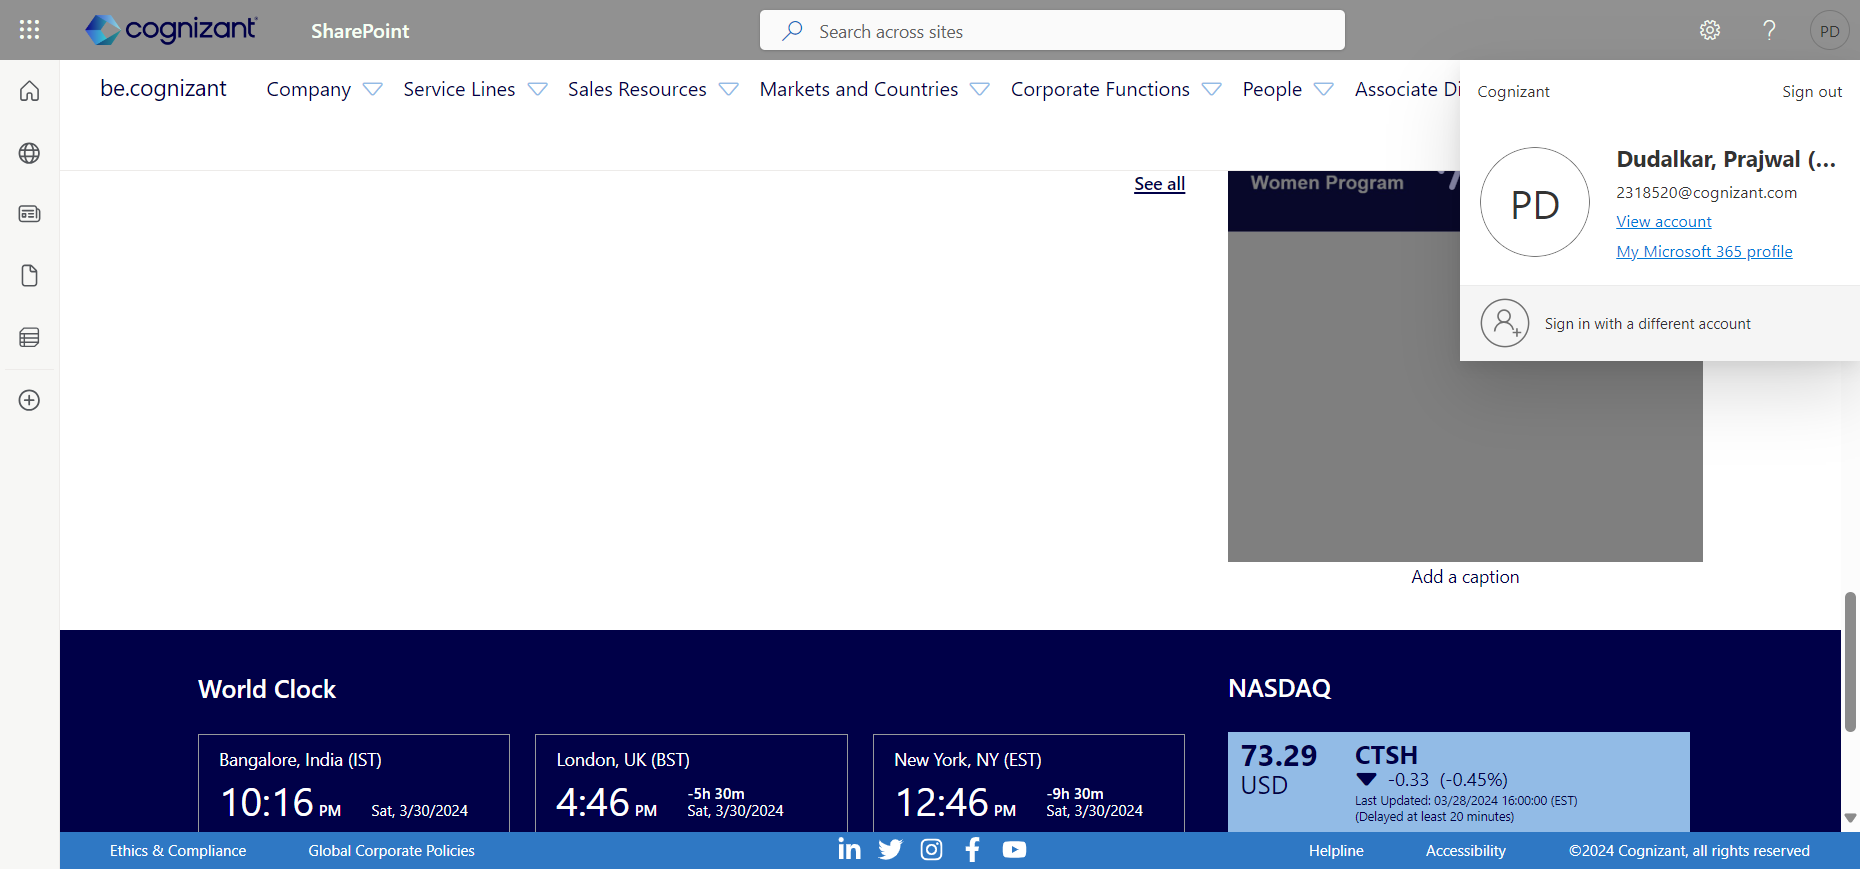 cognizant
SharePoint
Search across sites
PD
be.cognizant
Company
Service Lines
Sales Resources
Markets and Countries
Corporate Functions
People
Associate Di
Cognizant
Sign out
PD
Dudalkar, Prajwal (...
2318520@cognizant.com
View account
My Microsoft 365 profile
Sign in with a different account
See all
Women Program
Add a caption
World Clock
Bangalore, India (IST)
10:16 PM
Sat, 3/30/2024
London, UK (BST)
4:46 PM
-5h 30m
Sat, 3/30/2024
New York, NY (EST)
12:46 PM
-9h 30m
Sat, 3/30/2024
NASDAQ
73.29
USD
CTSH
-0.33 (-0.45%)
Last Updated: 03/28/2024 16:00:00 (EST)
(Delayed at least 20 minutes)
Ethics & Compliance
Global Corporate Policies
Helpline
Accessibility
©2024 Cognizant, all rights reserved